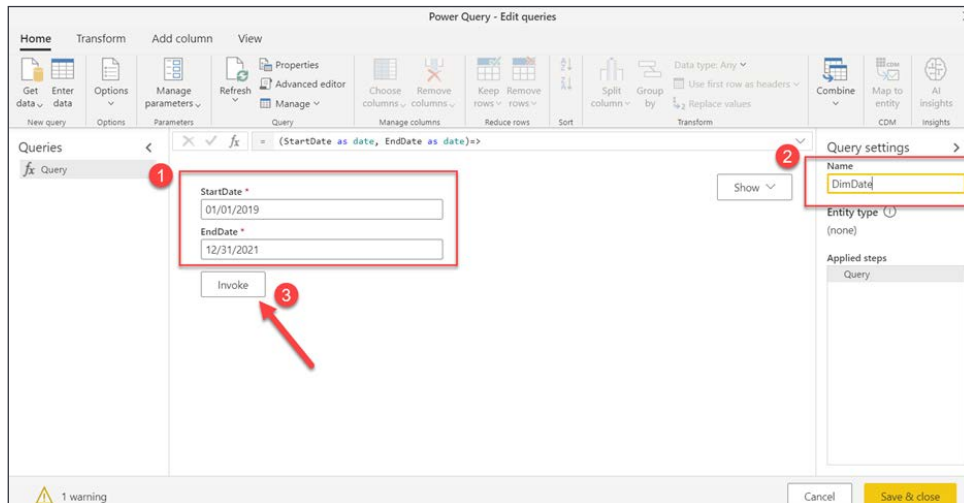 Power Query - Edit queries
Home Transform Add column View
Get data Enter data Options Manage parameters Refresh Properties Advanced editor Manage Choose columns Remove columns Keep rows Remove rows Split column Group by Data type: Any Use first row as headers Replace values Combine Map to entity AI insights
New query Options Parameters Query Manage columns Reduce rows Sort Transform CDM Insights
Queries
fx Query
fx = (StartDate as date, EndDate as date)=>
1
StartDate *
01/01/2019
EndDate *
12/31/2021
Invoke
3
Show
2
Query settings
Name
DimDate
Entity type
(none)
Applied steps
Query
1 warning
Cancel
Save & close